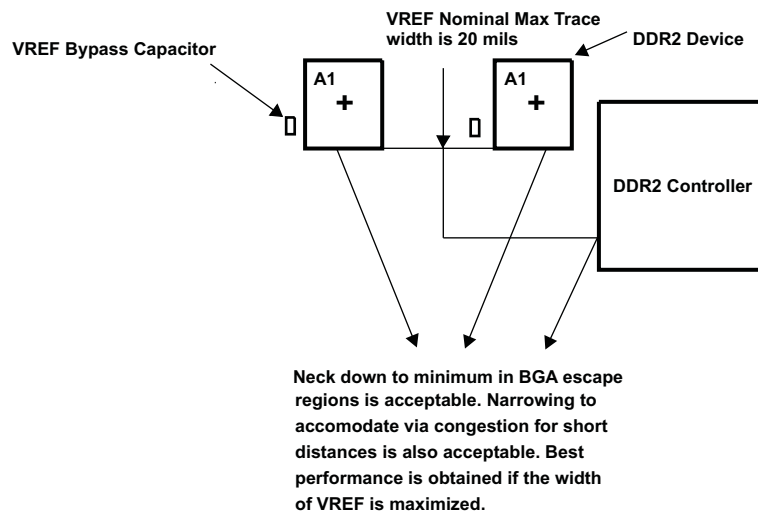 VREF Nominal Max Trace
width is 20 mils
VREF Bypass Capacitor
DDR2 Device
A1
A1
DDR2 Controller
Neck down to minimum in BGA escape
regions is acceptable. Narrowing to
accomodate via congestion for short
distances is also acceptable. Best
performance is obtained if the width
of VREF is maximized.